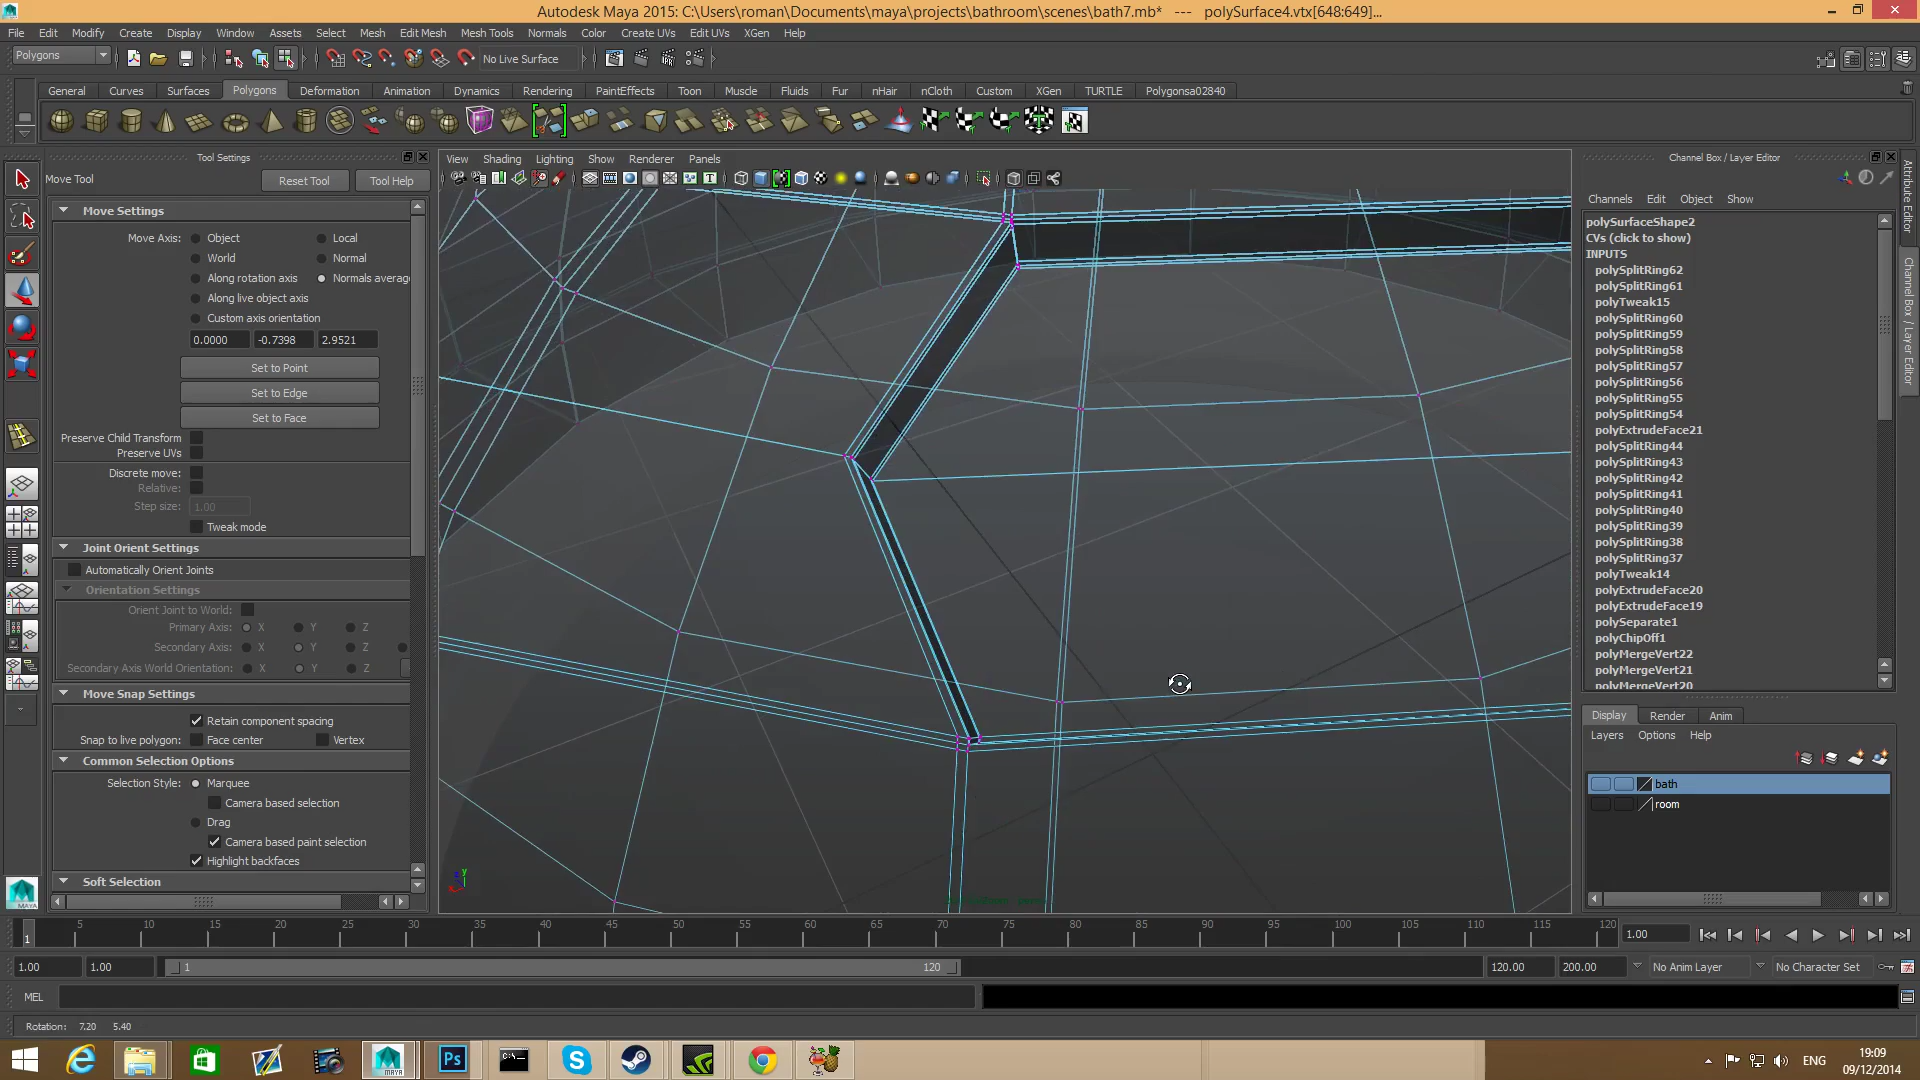 Autodesk Maya 2015: C:\Users\roman\Documents\maya\projects\bathroom\scenes\bath7.mb* --- polySurface4.vtx[648:649]...
File Edit Modify Create Display Window Assets Select Mesh Edit Mesh Mesh Tools Normals Color Create UVs Edit UVs XGen Help
Polygons No Live Surface
General Curves Surfaces Polygons Deformation Animation Dynamics Rendering PaintEffects Toon Muscle Fluids Fur nHair nCloth Custom XGen TURTLE Polygonsa02840
Tool Settings
Move Tool Reset Tool Tool Help
Move Settings
Move Axis: Object Local
World Normal
Along rotation axis Normals averag
Along live object axis
Custom axis orientation
0.0000 -0.7398 2.9521
Set to Point
Set to Edge
Set to Face
Preserve Child Transform
Preserve UVs
Discrete move:
Relative:
Step size: 1.00
Tweak mode
Joint Orient Settings
Automatically Orient Joints
Orientation Settings
Orient Joint to World:
Primary Axis: X Y Z
Secondary Axis: X Y Z
Secondary Axis World Orientation: X Y Z
Move Snap Settings
Retain component spacing
Snap to live polygon: Face center Vertex
Common Selection Options
Selection Style: Marquee
Camera based selection
Drag
Camera based paint selection
Highlight backfaces
Soft Selection
View Shading Lighting Show Renderer Panels
Channel Box / Layer Editor
Channels Edit Object Show
polySurfaceShape2
CVs (click to show)
INPUTS
polySplitRing62
polySplitRing61
polyTweak15
polySplitRing60
polySplitRing59
polySplitRing58
polySplitRing57
polySplitRing56
polySplitRing55
polySplitRing54
polyExtrudeFace21
polySplitRing44
polySplitRing43
polySplitRing42
polySplitRing41
polySplitRing40
polySplitRing39
polySplitRing38
polySplitRing37
polyTweak14
polyExtrudeFace20
polyExtrudeFace19
polySeparate1
polyChipOff1
polyMergeVert22
polyMergeVert21
polyMergeVert20
Display Render Anim
Layers Options Help
bath
room
Attribute Editor
Channel Box / Layer Editor
1 5 10 15 20 25 30 35 40 45 50 55 60 65 70 75 80 85 90 95 100 105 110 115 120
1.00
1.00 1.00 1 120 120.00 200.00 No Anim Layer No Character Set
MEL
Rotation: 7.20 5.40
ENG
19:09
09/12/2014